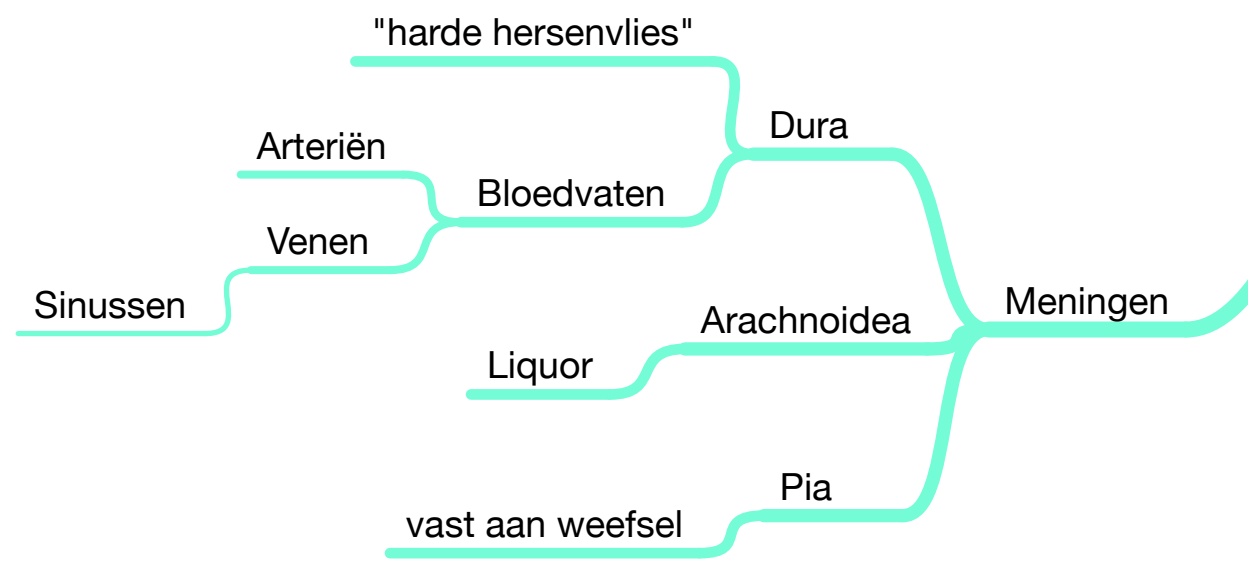 "harde hersenvlies"
Dura
Arteriën
Bloedvaten
Venen
Sinussen
Meningen
Arachnoidea
Liquor
Pia
vast aan weefsel